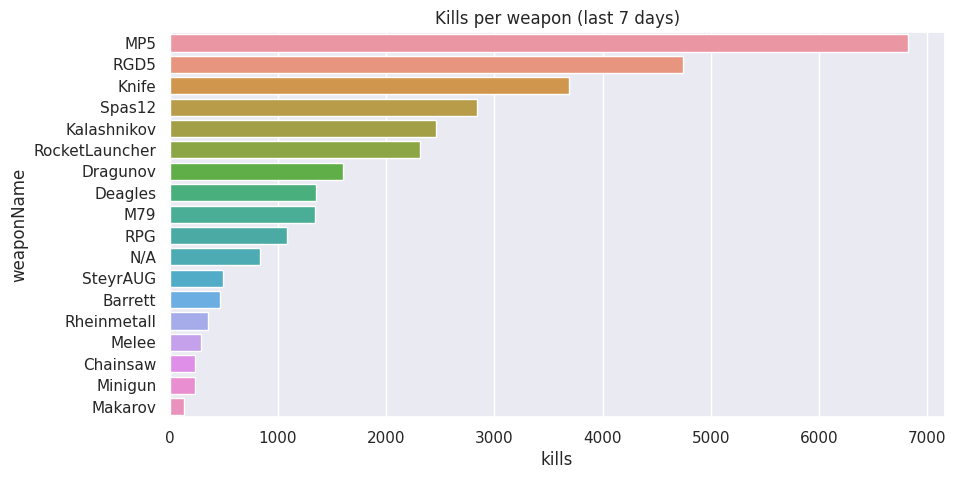 Kills per weapon (last 7 days)
weaponName
MP5
RGD5
Knife
Spas12
Kalashnikov
RocketLauncher
Dragunov
Deagles
M79
RPG
N/A
SteyrAUG
Barrett
Rheinmetall
Melee
Chainsaw
Minigun
Makarov
0 1000 2000 3000 4000 5000 6000 7000
kills